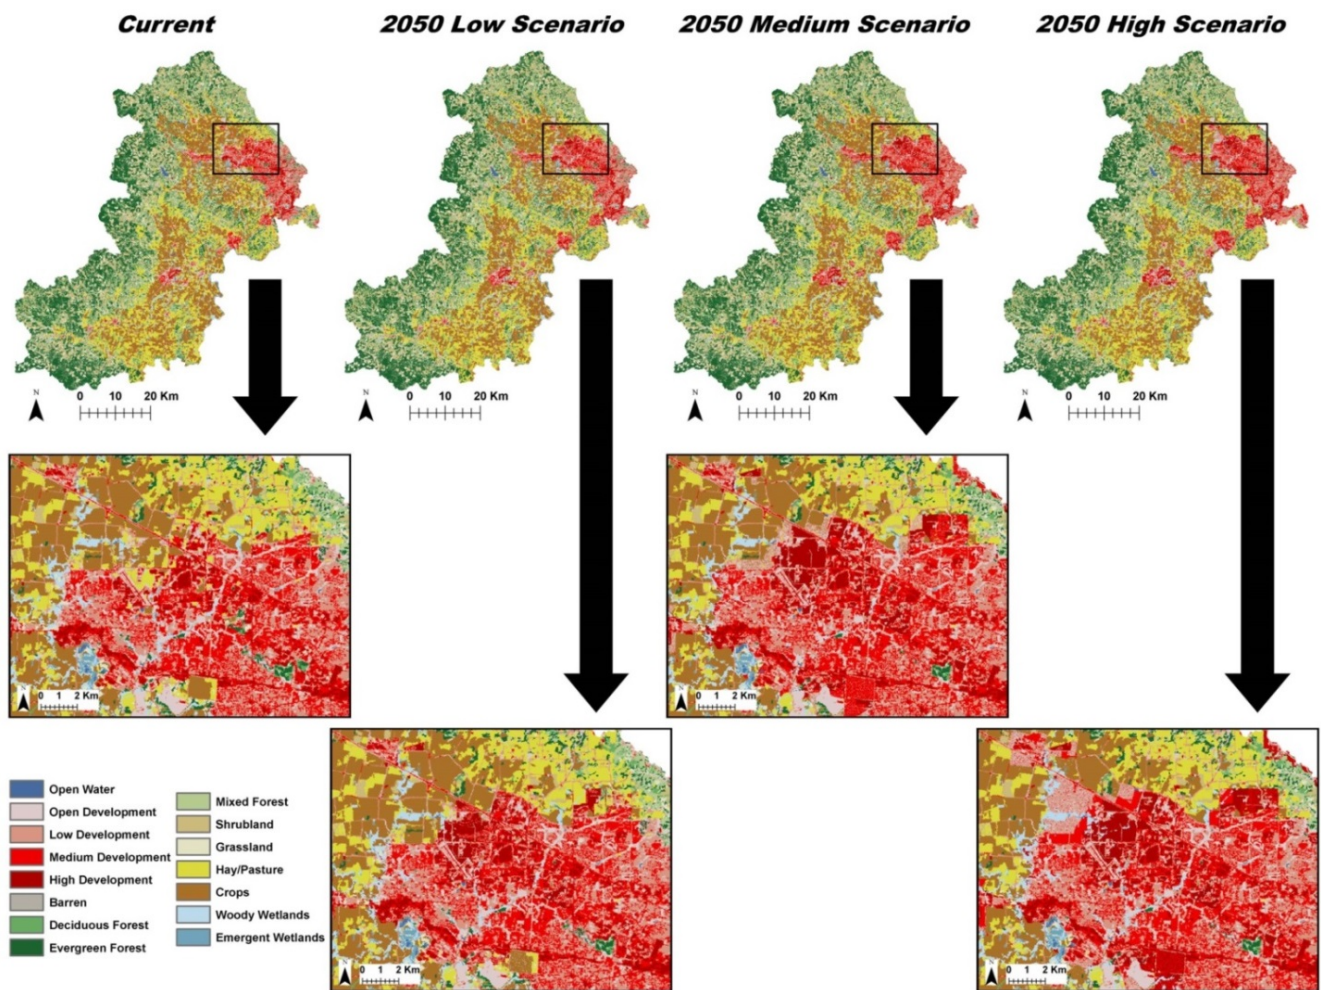 Current
2050 Low Scenario
2050 Medium Scenario
2050 High Scenario
N
0 10 20 Km
N
0 10 20 Km
N
0 10 20 Km
N
0 10 20 Km
0 1 2 Km
0 1 2 Km
0 1 2 Km
0 1 2 Km
Open Water
Open Development
Low Development
Medium Development
High Development
Barren
Deciduous Forest
Evergreen Forest
Mixed Forest
Shrubland
Grassland
Hay/Pasture
Crops
Woody Wetlands
Emergent Wetlands